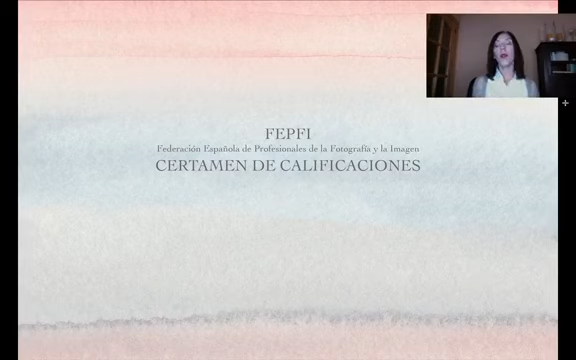 FEPFI
Federación Española de Profesionales de la Fotografía y la Imagen
CERTAMEN DE CALIFICACIONES